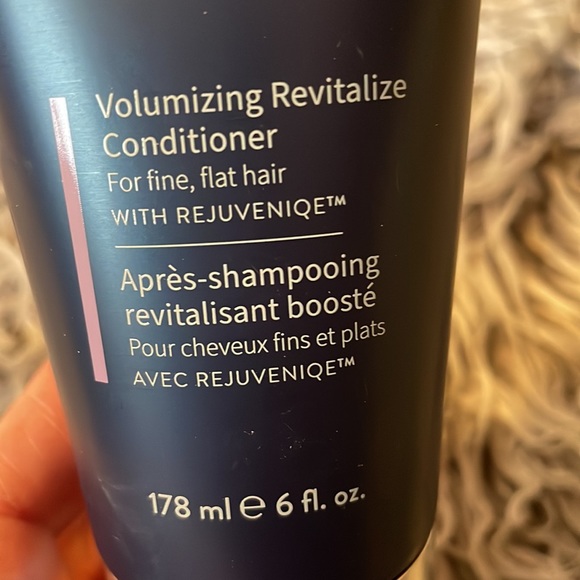 Volumizing Revitalize
Conditioner
For fine, flat hair
WITH REJUVENIQE™
Après-shampooing
revitalisant boosté
Pour cheveux fins et plats
AVEC REJUVENIQE™
178 ml ℮ 6 fl. oz.